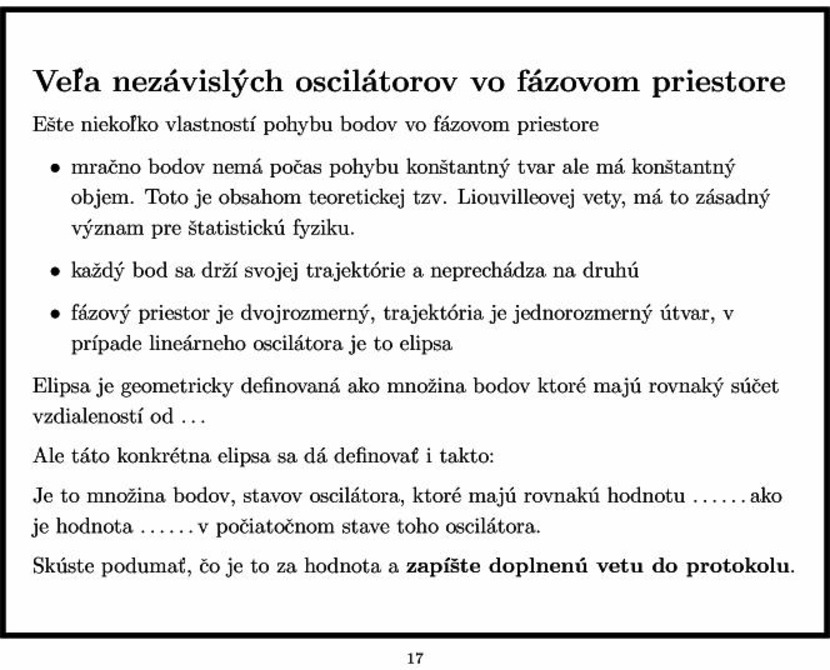 Veľa nezávislých oscilátorov vo fázovom priestore
Ešte niekoľko vlastností pohybu bodov vo fázovom priestore
• mračno bodov nemá počas pohybu konštantný tvar ale má konštantný
objem. Toto je obsahom teoretickej tzv. Liouvilleovej vety, má to zásadný
význam pre štatistickú fyziku.
• každý bod sa drží svojej trajektórie a neprechádza na druhú
• fázový priestor je dvojrozmerný, trajektória je jednorozmerný útvar, v
prípade lineárneho oscilátora je to elipsa
Elipsa je geometricky definovaná ako množina bodov ktoré majú rovnaký súčet
vzdialeností od ...
Ale táto konkrétna elipsa sa dá definovať i takto:
Je to množina bodov, stavov oscilátora, ktoré majú rovnakú hodnotu ...... ako
je hodnota ...... v počiatočnom stave toho oscilátora.
Skúste podumať, čo je to za hodnota a zapíšte doplnenú vetu do protokolu.
17